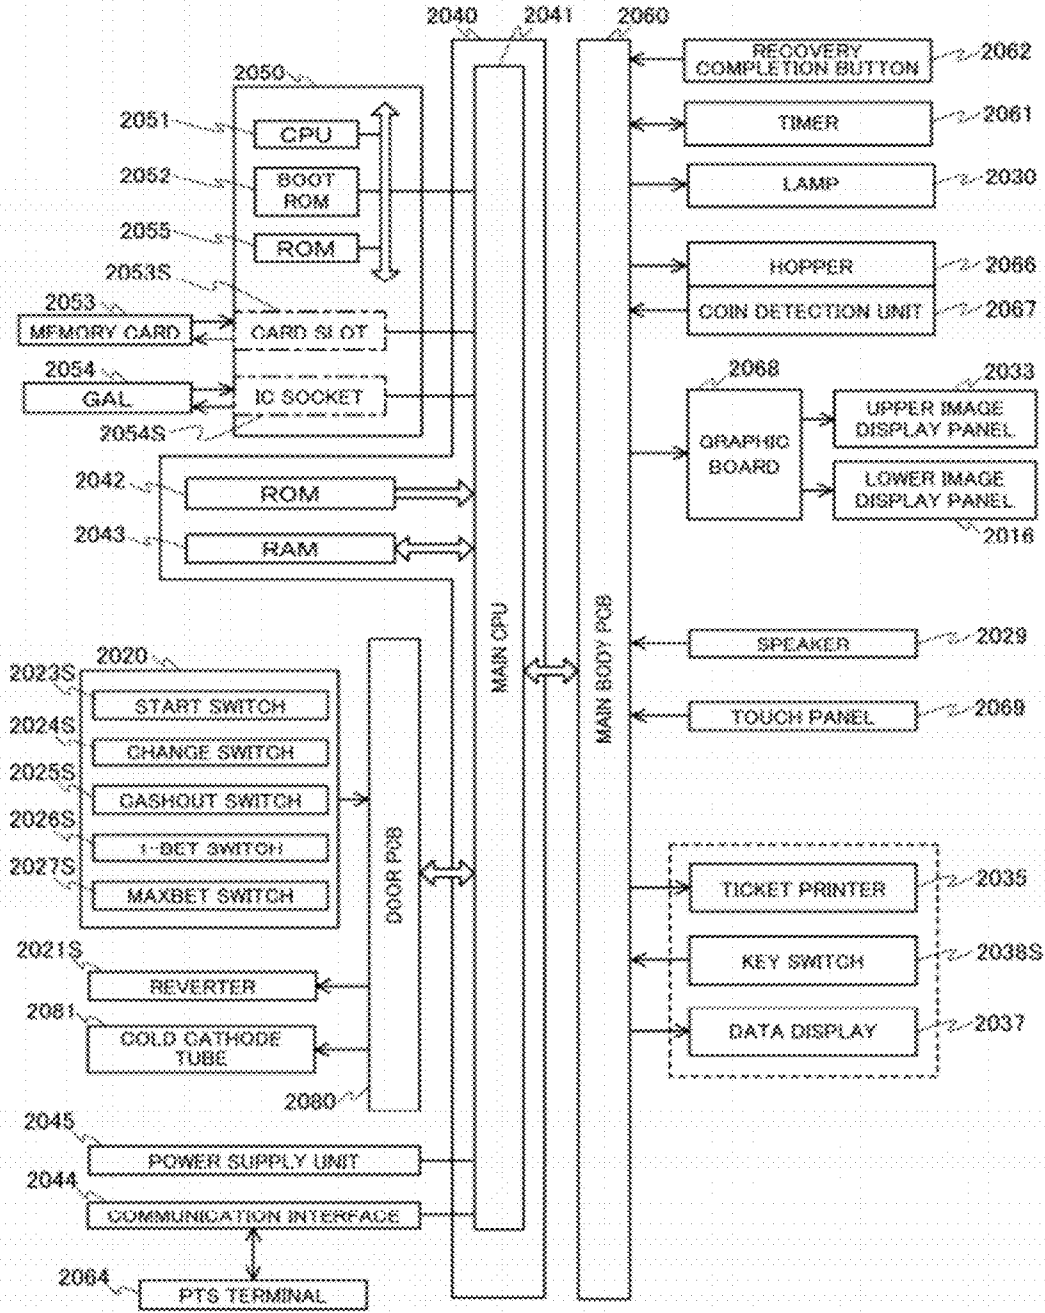 2040
2041
2060
2050
2051
CPU
2052
BOOT
ROM
2055
ROM
2053S
2053
MEMORY CARD
CARD SLOT
2054
GAL
IC SOCKET
2054S
2042
ROM
2043
RAM
MAIN CPU
MAIN BODY PCB
RECOVERY
COMPLETION BUTTON
2062
TIMER
2061
LAMP
2030
HOPPER
2066
COIN DETECTION UNIT
2067
2068
GRAPHIC
BOARD
2033
UPPER IMAGE
DISPLAY PANEL
LOWER IMAGE
DISPLAY PANEL
2016
SPEAKER
2029
TOUCH PANEL
2069
TICKET PRINTER
2035
KEY SWITCH
2038S
DATA DISPLAY
2037
2020
2023S
START SWITCH
2024S
CHANGE SWITCH
2025S
CASHOUT SWITCH
2026S
1-BET SWITCH
2027S
MAXBET SWITCH
DOOR PCB
2021S
REVERTER
2081
COLD CATHODE
TUBE
2080
2045
POWER SUPPLY UNIT
2044
COMMUNICATION INTERFACE
2064
PTS TERMINAL